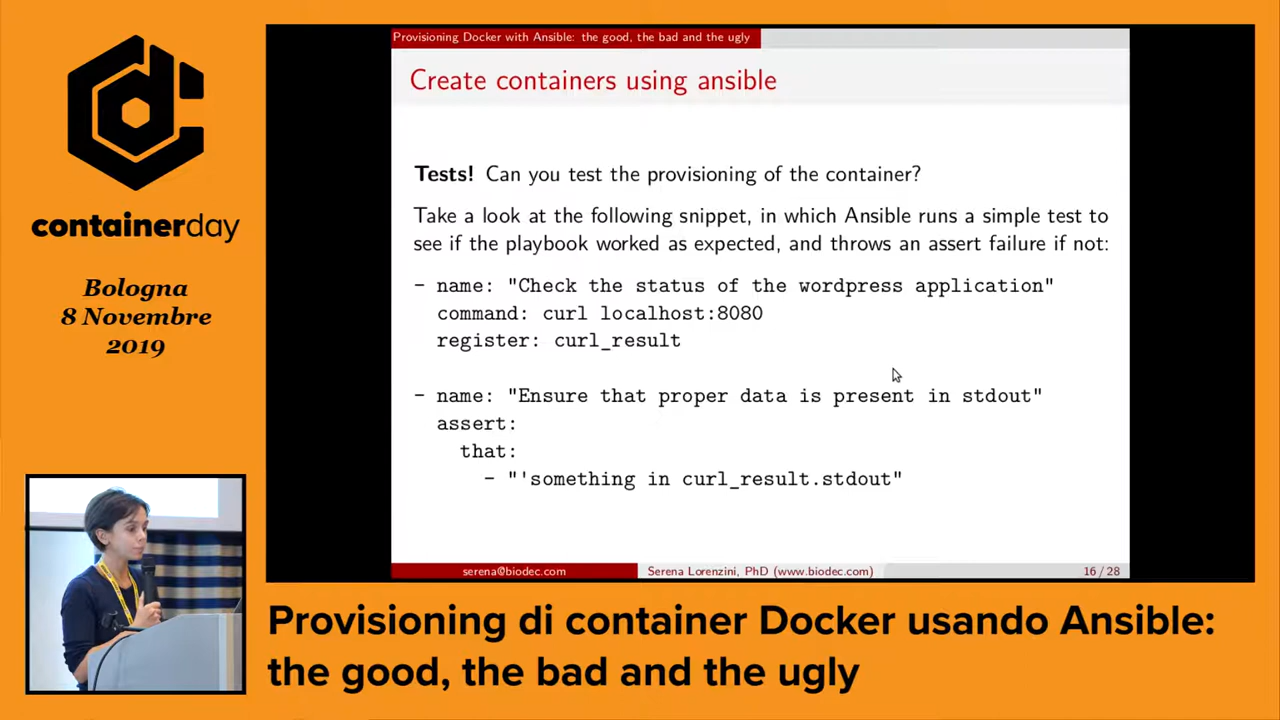 containerday
Bologna
8 Novembre
2019
Provisioning Docker with Ansible: the good, the bad and the ugly
Create containers using ansible
Tests! Can you test the provisioning of the container?
Take a look at the following snippet, in which Ansible runs a simple test to
see if the playbook worked as expected, and throws an assert failure if not:
- name: "Check the status of the wordpress application"
command: curl localhost:8080
register: curl_result
- name: "Ensure that proper data is present in stdout"
assert:
that:
- "'something in curl_result.stdout"
serena@biodec.com
Serena Lorenzini, PhD (www.biodec.com)
16 / 28
Provisioning di container Docker usando Ansible:
the good, the bad and the ugly